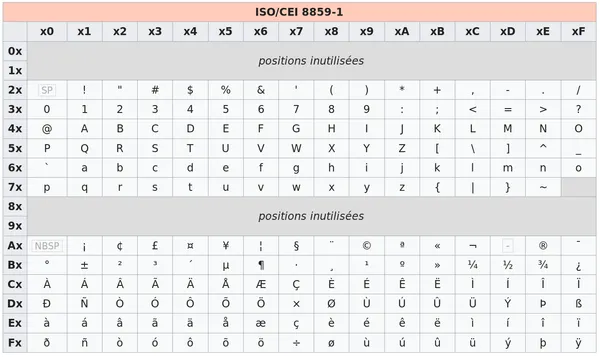 ISO/CEI 8859-1
x0 x1 x2 x3 x4 x5 x6 x7 x8 x9 xA xB xC xD xE xF
0x
positions inutilisées
1x
2x SP ! " # $ % & ' ( ) * + , - . /
3x 0 1 2 3 4 5 6 7 8 9 : ; < = > ?
4x @ A B C D E F G H I J K L M N O
5x P Q R S T U V W X Y Z [ \ ] ^ _
6x ` a b c d e f g h i j k l m n o
7x p q r s t u v w x y z { | } ~
8x
positions inutilisées
9x
Ax NBSP ¡ ¢ £ ¤ ¥ ¦ § ¨ © ª « ¬ - ® ¯
Bx ° ± ² ³ ´ µ ¶ · ¸ ¹ º » ¼ ½ ¾ ¿
Cx À Á Â Ã Ä Å Æ Ç È É Ê Ë Ì Í Î Ï
Dx Ð Ñ Ò Ó Ô Õ Ö × Ø Ù Ú Û Ü Ý Þ ß
Ex à á â ã ä å æ ç è é ê ë ì í î ï
Fx ð ñ ò ó ô õ ö ÷ ø ù ú û ü ý þ ÿ